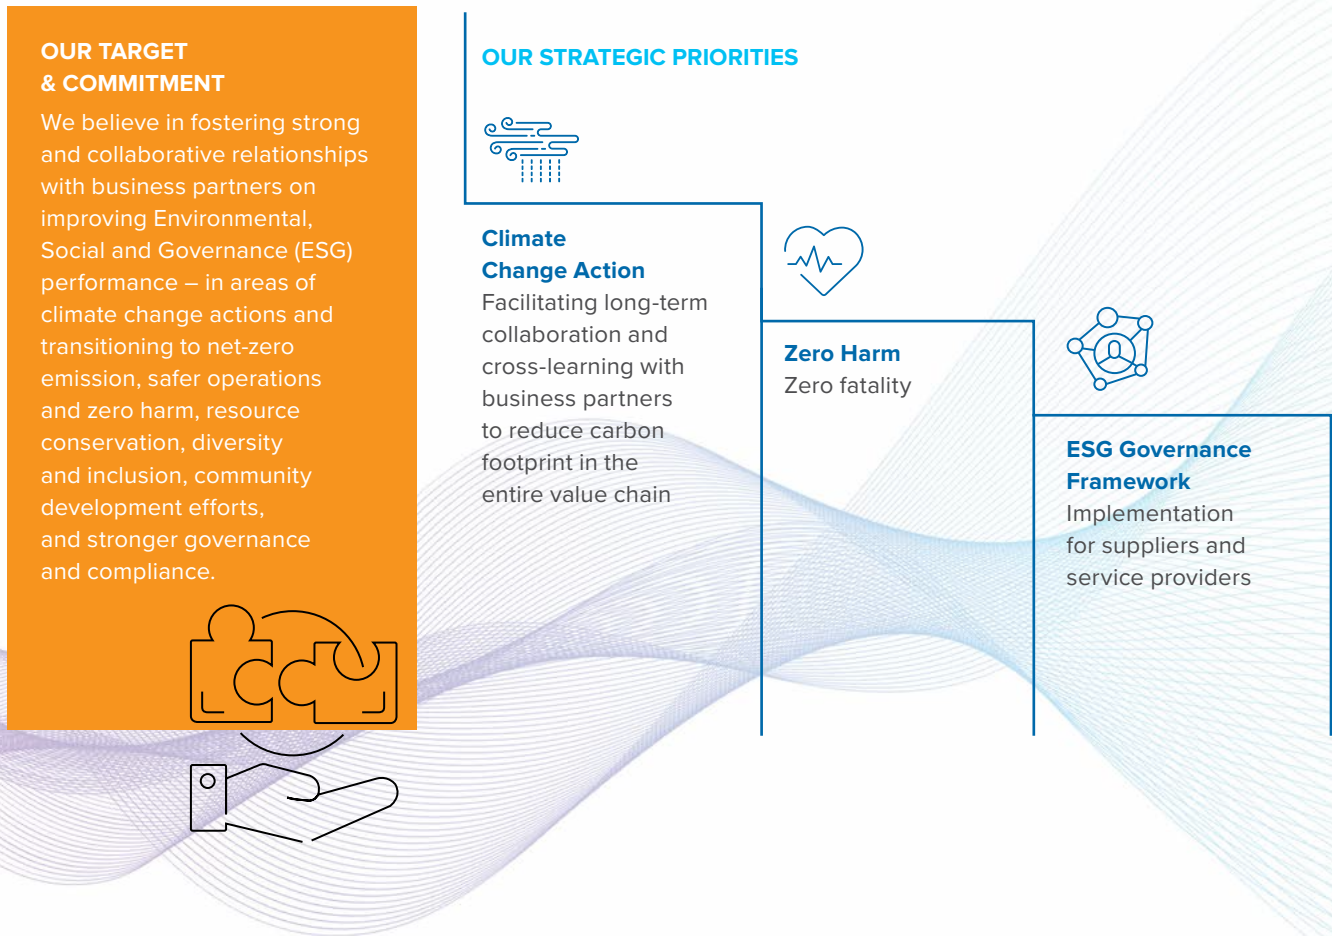 OUR TARGET
& COMMITMENT
We believe in fostering strong
and collaborative relationships
with business partners on
improving Environmental,
Social and Governance (ESG)
performance – in areas of
climate change actions and
transitioning to net-zero
emission, safer operations
and zero harm, resource
conservation, diversity
and inclusion, community
development efforts,
and stronger governance
and compliance.
OUR STRATEGIC PRIORITIES
Climate
Change Action
Facilitating long-term
collaboration and
cross-learning with
business partners
to reduce carbon
footprint in the
entire value chain
Zero Harm
Zero fatality
ESG Governance
Framework
Implementation
for suppliers and
service providers